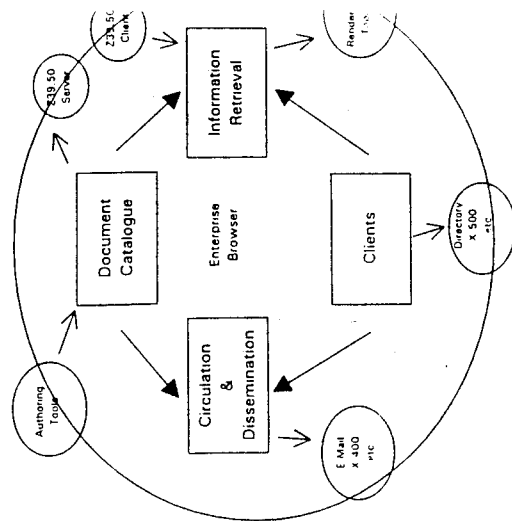 Authoring
Tools
Z39.50
Server
Z39.50
Client
Document
Catalogue
Circulation
&
Dissemination
Enterprise
Browser
Information
Retrieval
Render
Clients
E Mail
X 400
etc
Directory
X 500
etc